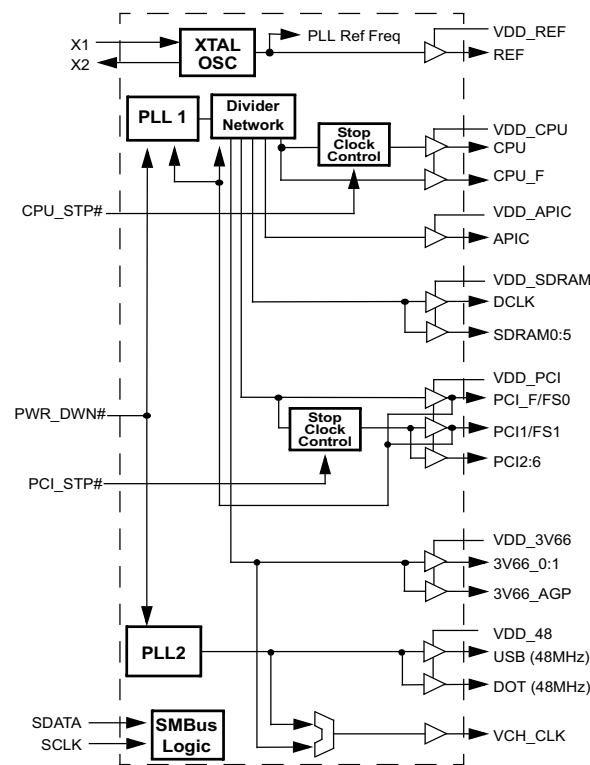 X1
X2
XTAL
OSC
PLL Ref Freq
VDD_REF
REF
PLL 1
Divider
Network
Stop
Clock
Control
VDD_CPU
CPU
CPU_F
CPU_STP#
VDD_APIC
APIC
VDD_SDRAM
DCLK
SDRAM0:5
VDD_PCI
PCI_F/FS0
PWR_DWN#
Stop
Clock
Control
PCI1/FS1
PCI2:6
PCI_STP#
VDD_3V66
3V66_0:1
3V66_AGP
PLL2
VDD_48
USB (48MHz)
DOT (48MHz)
SDATA
SCLK
SMBus
Logic
VCH_CLK